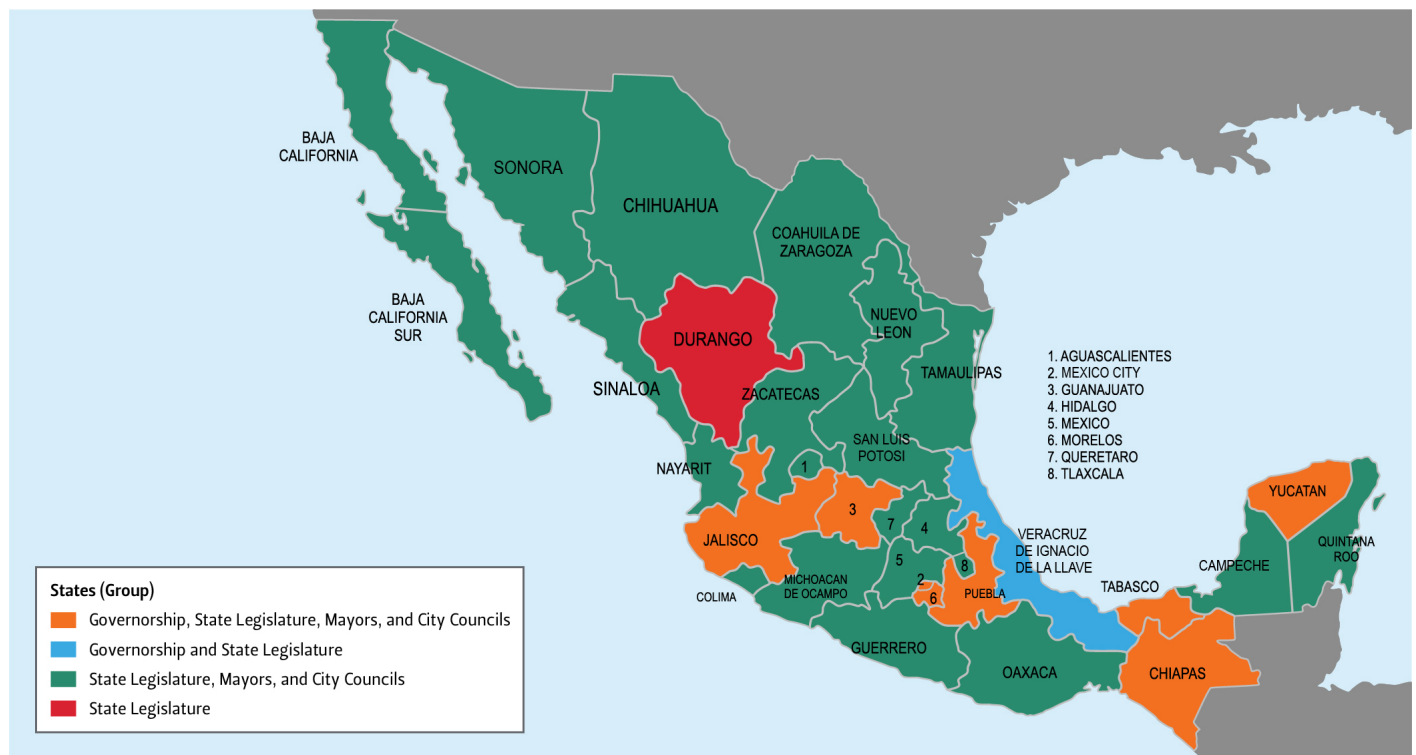 BAJA
CALIFORNIA
SONORA
CHIHUAHUA
COAHUILA DE
ZARAGOZA
BAJA
CALIFORNIA
SUR
NUEVO
LEON
DURANGO
SINALOA
ZACATECAS
TAMAULIPAS
SAN LUIS
POTOSI
NAYARIT
1
1. AGUASCALIENTES
2. MEXICO CITY
3. GUANAJUATO
4. HIDALGO
5. MEXICO
6. MORELOS
7. QUERETARO
8. TLAXCALA
YUCATAN
3
7
4
JALISCO
VERACRUZ
DE IGNACIO
DE LA LLAVE
QUINTANA
ROO
CAMPECHE
5
8
2
6
MICHOACAN
DE OCAMPO
PUEBLA
TABASCO
COLIMA
GUERRERO
OAXACA
CHIAPAS
States (Group)
Governorship, State Legislature, Mayors, and City Councils
Governorship and State Legislature
State Legislature, Mayors, and City Councils
State Legislature